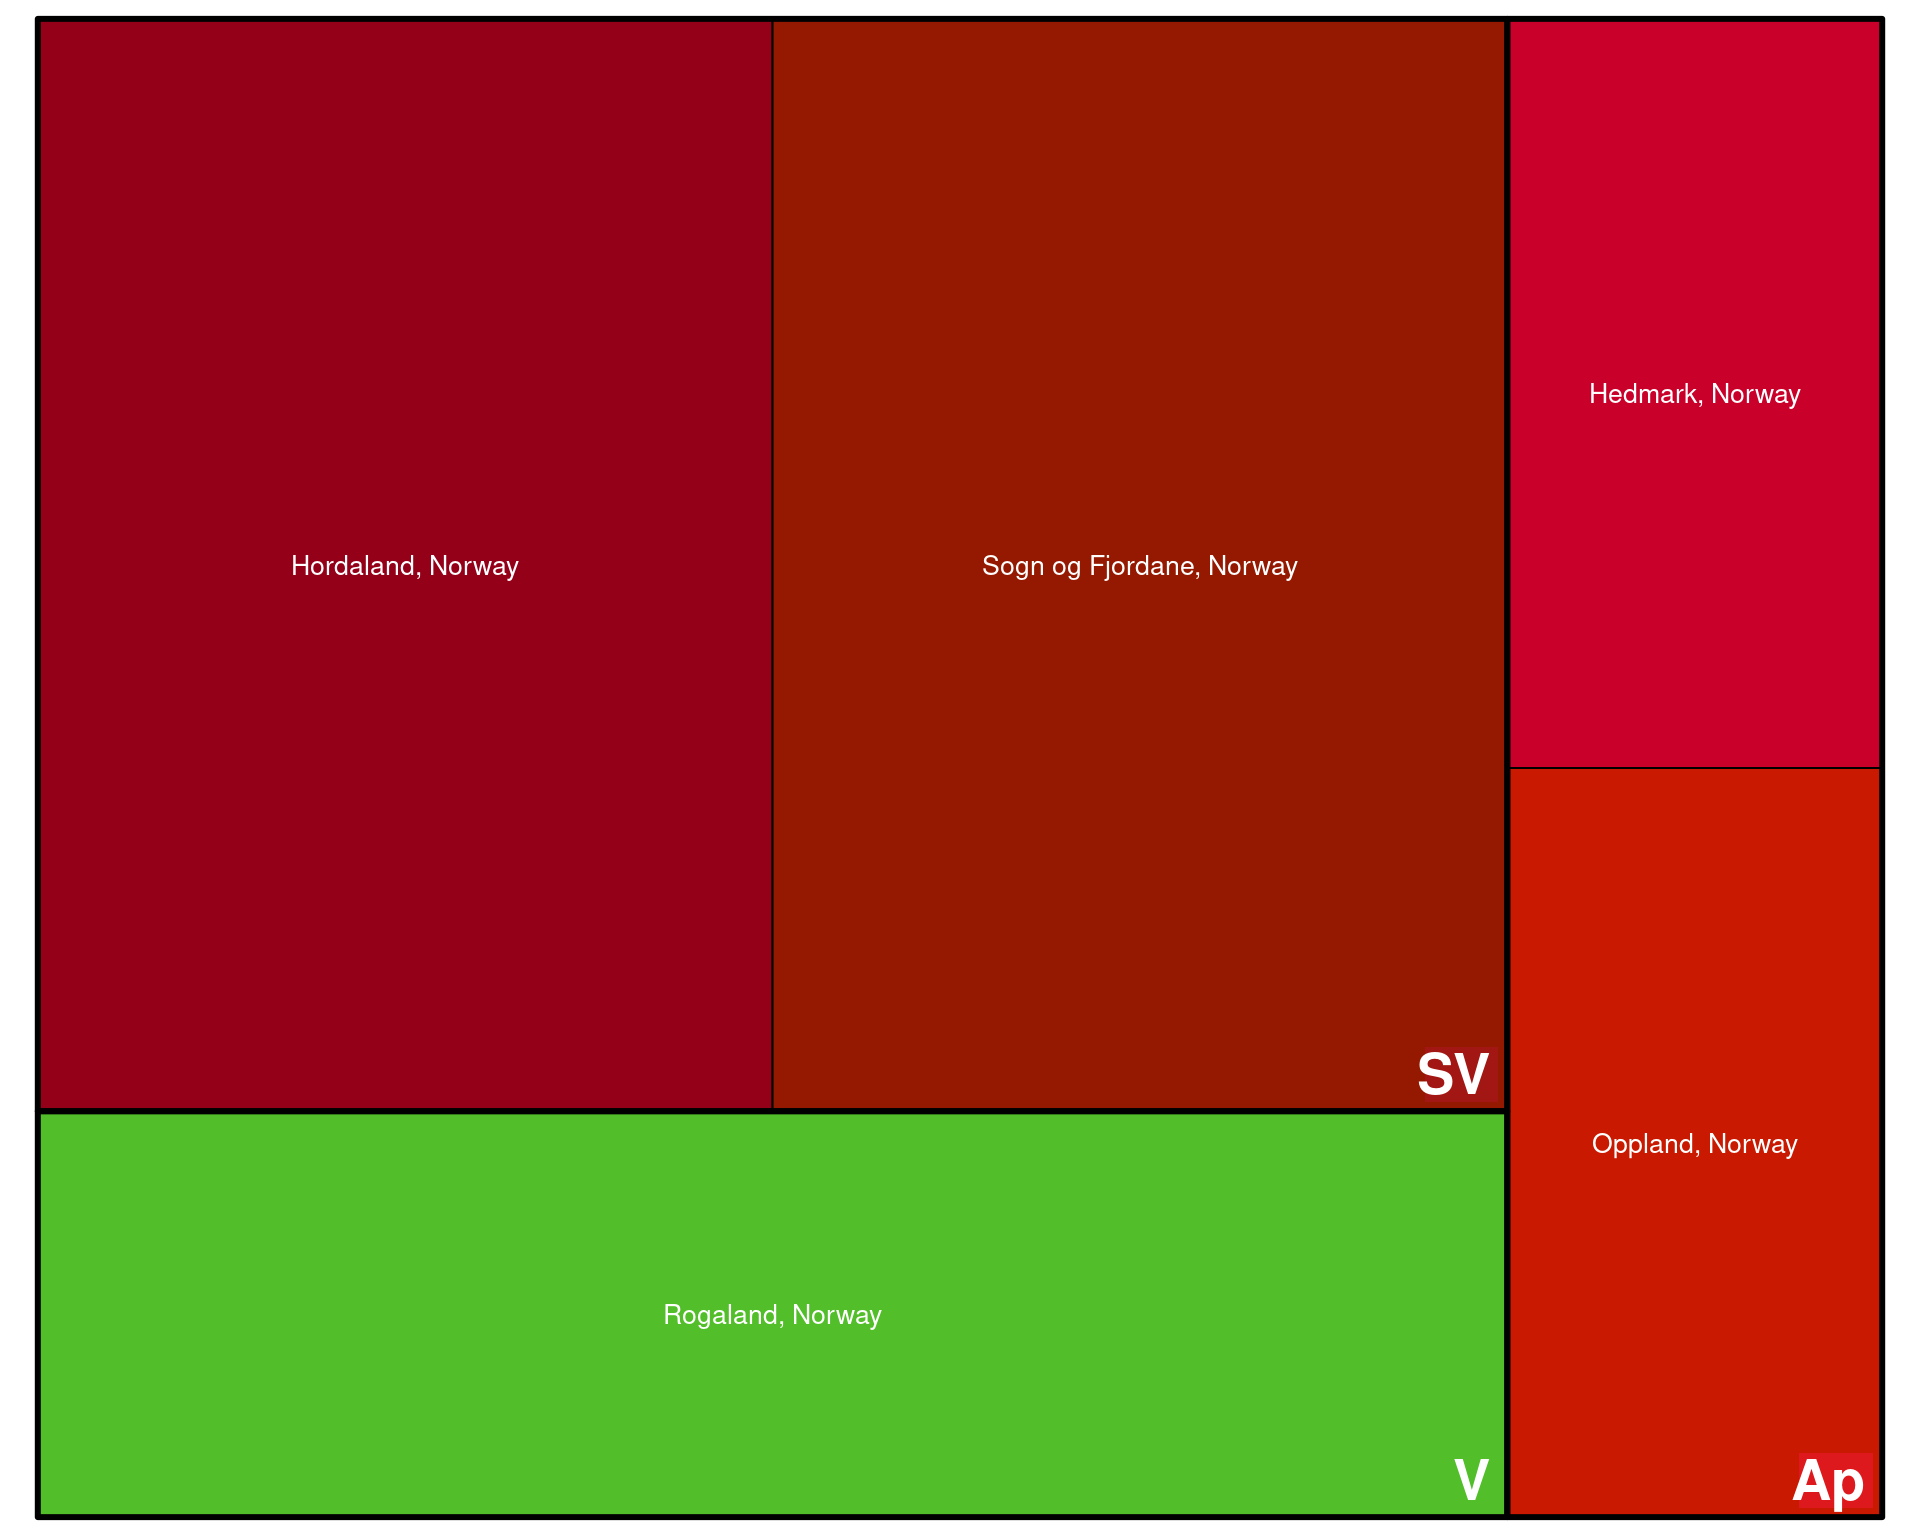 Hordaland, Norway
Sogn og Fjordane, Norway
SV
Rogaland, Norway
V
Hedmark, Norway
Oppland, Norway
Ap